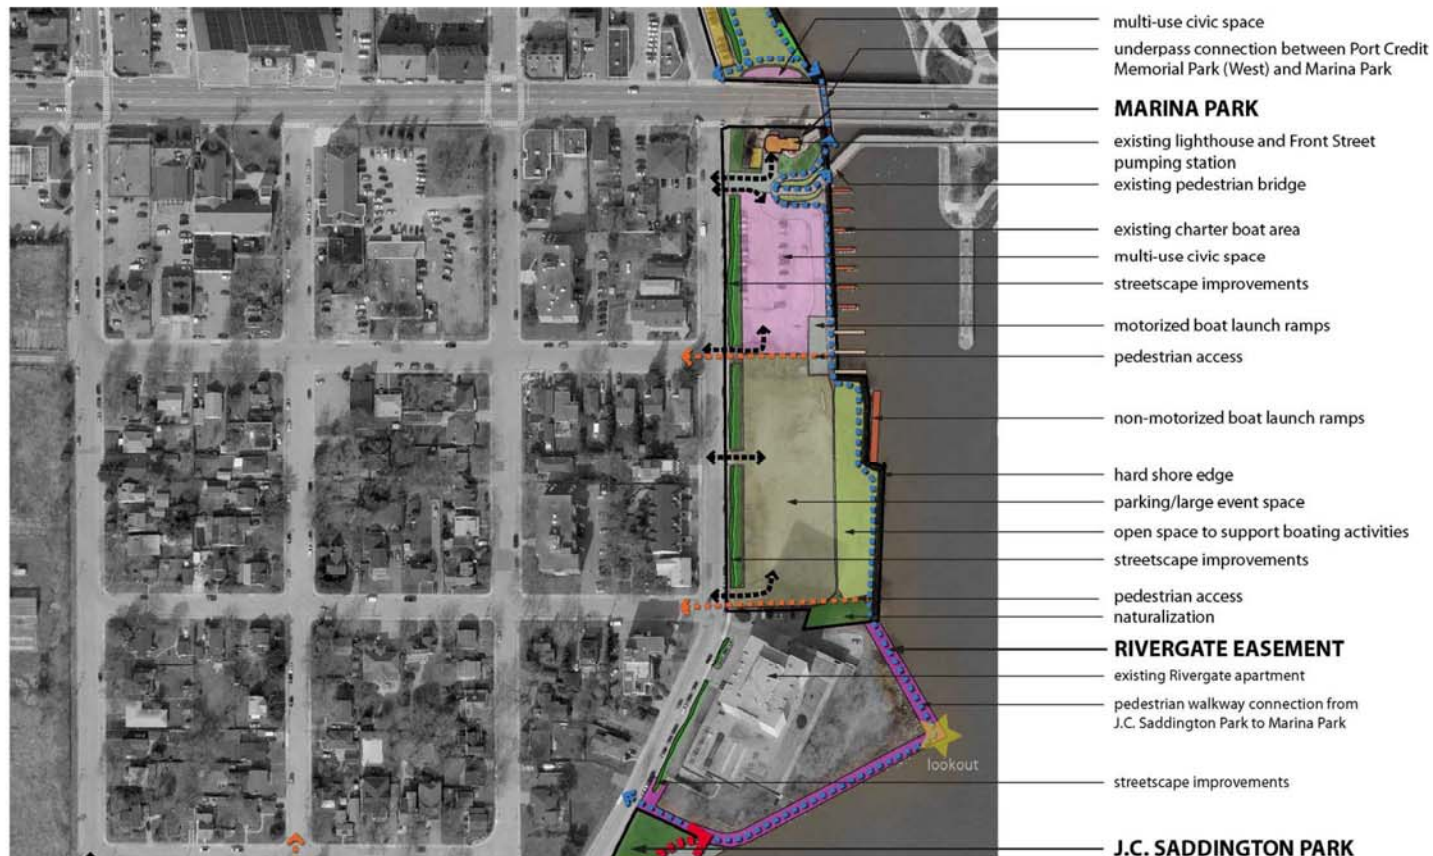 multi-use civic space
underpass connection between Port Credit
Memorial Park (West) and Marina Park
MARINA PARK
existing lighthouse and Front Street
pumping station
existing pedestrian bridge
existing charter boat area
multi-use civic space
streetscape improvements
motorized boat launch ramps
pedestrian access
non-motorized boat launch ramps
hard shore edge
parking/large event space
open space to support boating activities
streetscape improvements
pedestrian access
naturalization
RIVERGATE EASEMENT
existing Rivergate apartment
pedestrian walkway connection from
J.C. Saddington Park to Marina Park
lookout
streetscape improvements
J.C. SADDINGTON PARK